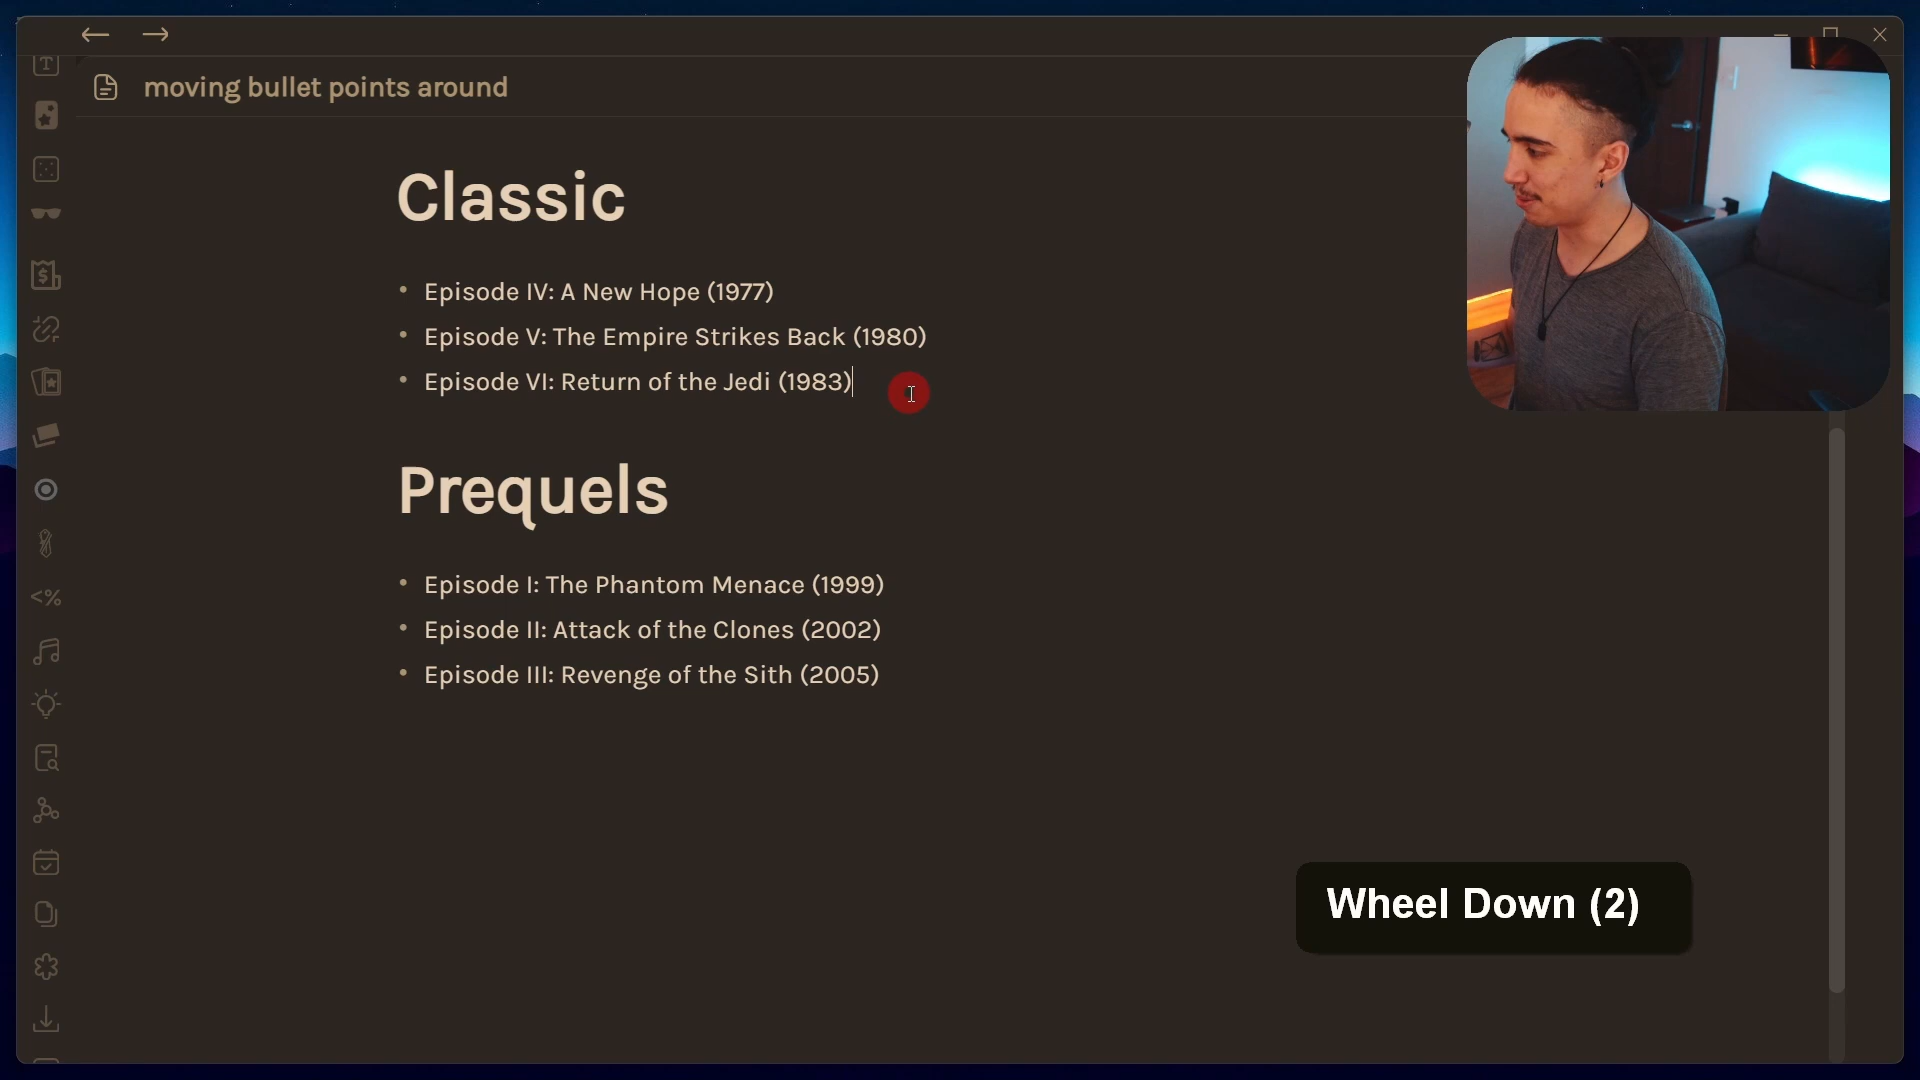 moving bullet points around
Classic
• Episode IV: A New Hope (1977)
• Episode V: The Empire Strikes Back (1980)
• Episode VI: Return of the Jedi (1983)
Prequels
• Episode I: The Phantom Menace (1999)
• Episode II: Attack of the Clones (2002)
• Episode III: Revenge of the Sith (2005)
<%
Wheel Down (2)